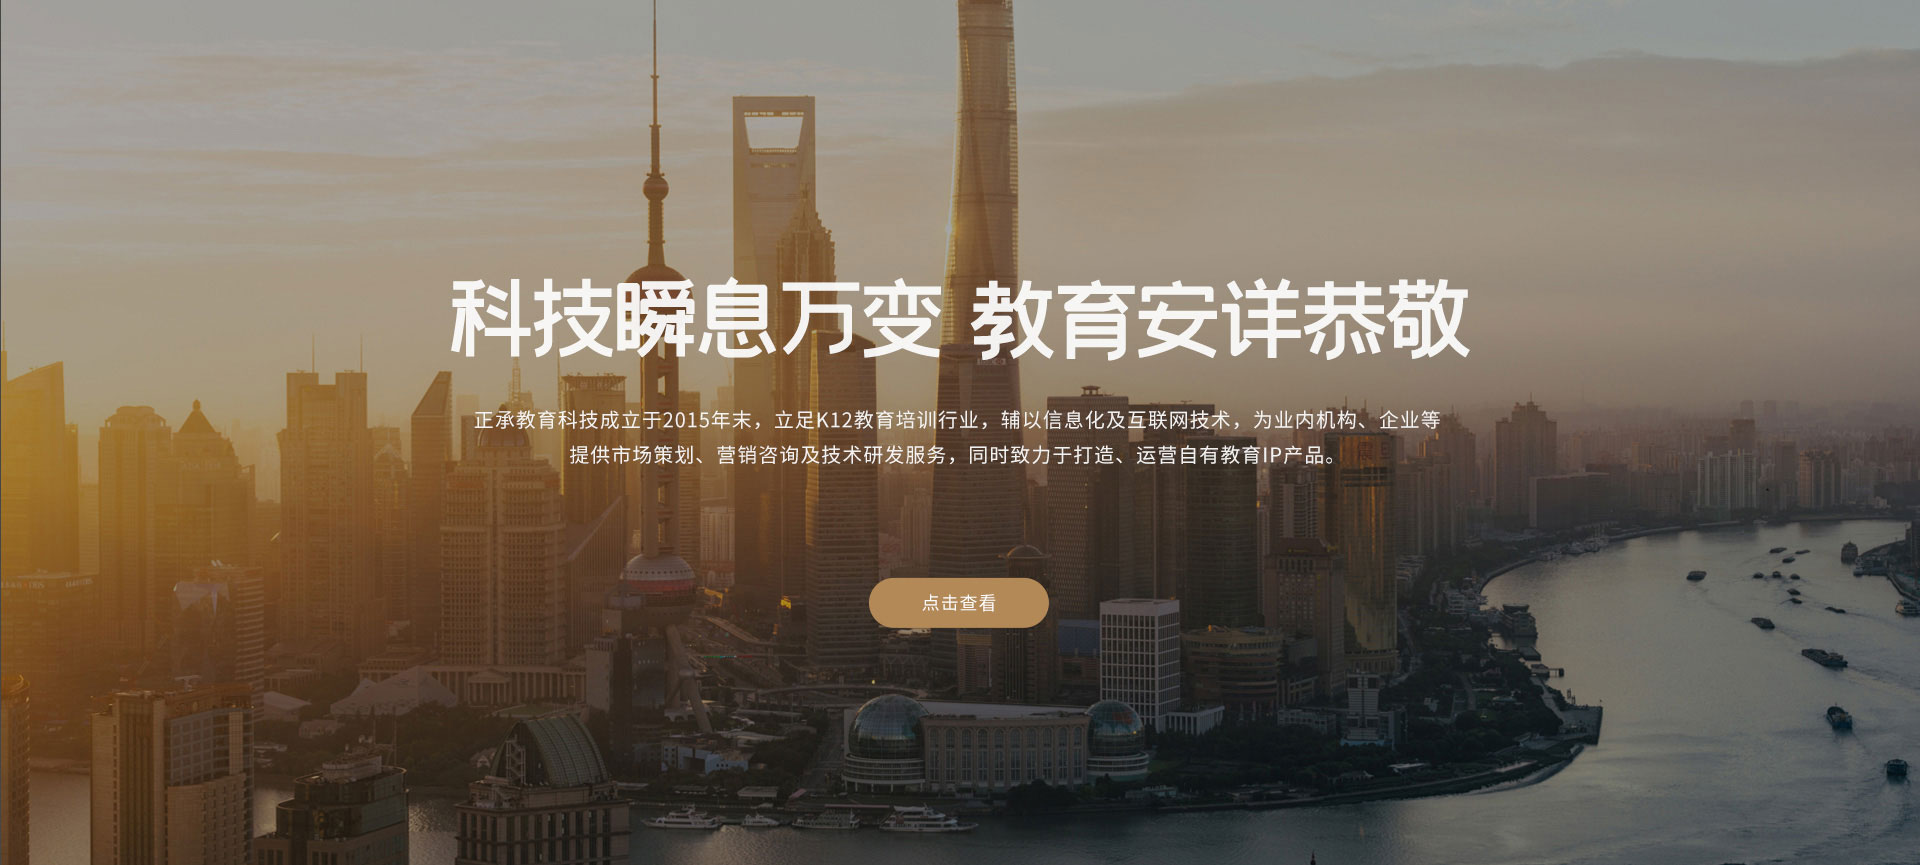 科技瞬息万变 教育安详恭敬
正承教育科技成立于2015年末，立足K12教育培训行业，辅以信息化及互联网技术，为业内机构、企业等
提供市场策划、营销咨询及技术研发服务，同时致力于打造、运营自有教育IP产品。
点击查看